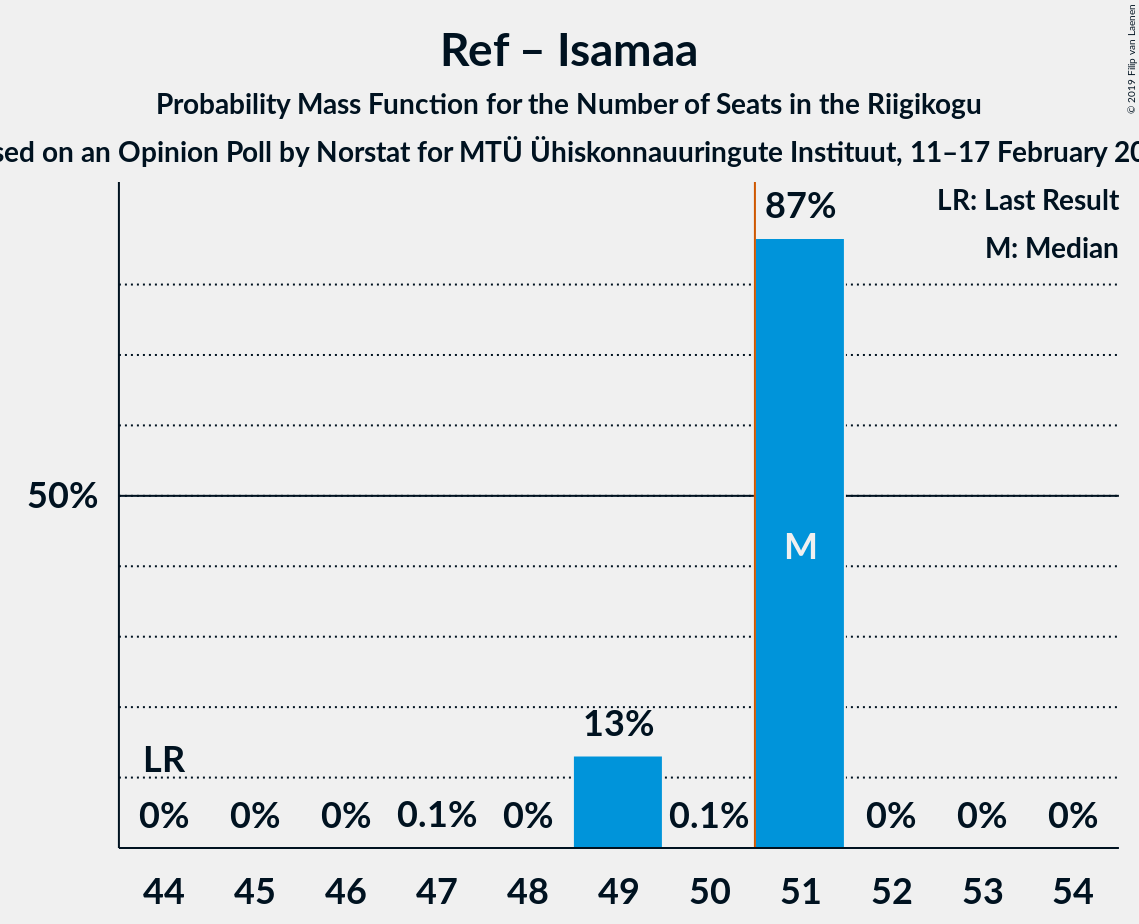 Ref – Isamaa
Probability Mass Function for the Number of Seats in the Riigikogu
on an Opinion Poll by Norstat for MTÜ Ühiskonnauuringute Instituut, 11–17 February
© 2019 Filip van Laenen
LR: Last Result
M: Median
87%
50%
M
13%
LR
0% 0% 0% 0.1% 0% 0.1% 0% 0% 0%
44 45 46 47 48 49 50 51 52 53 54